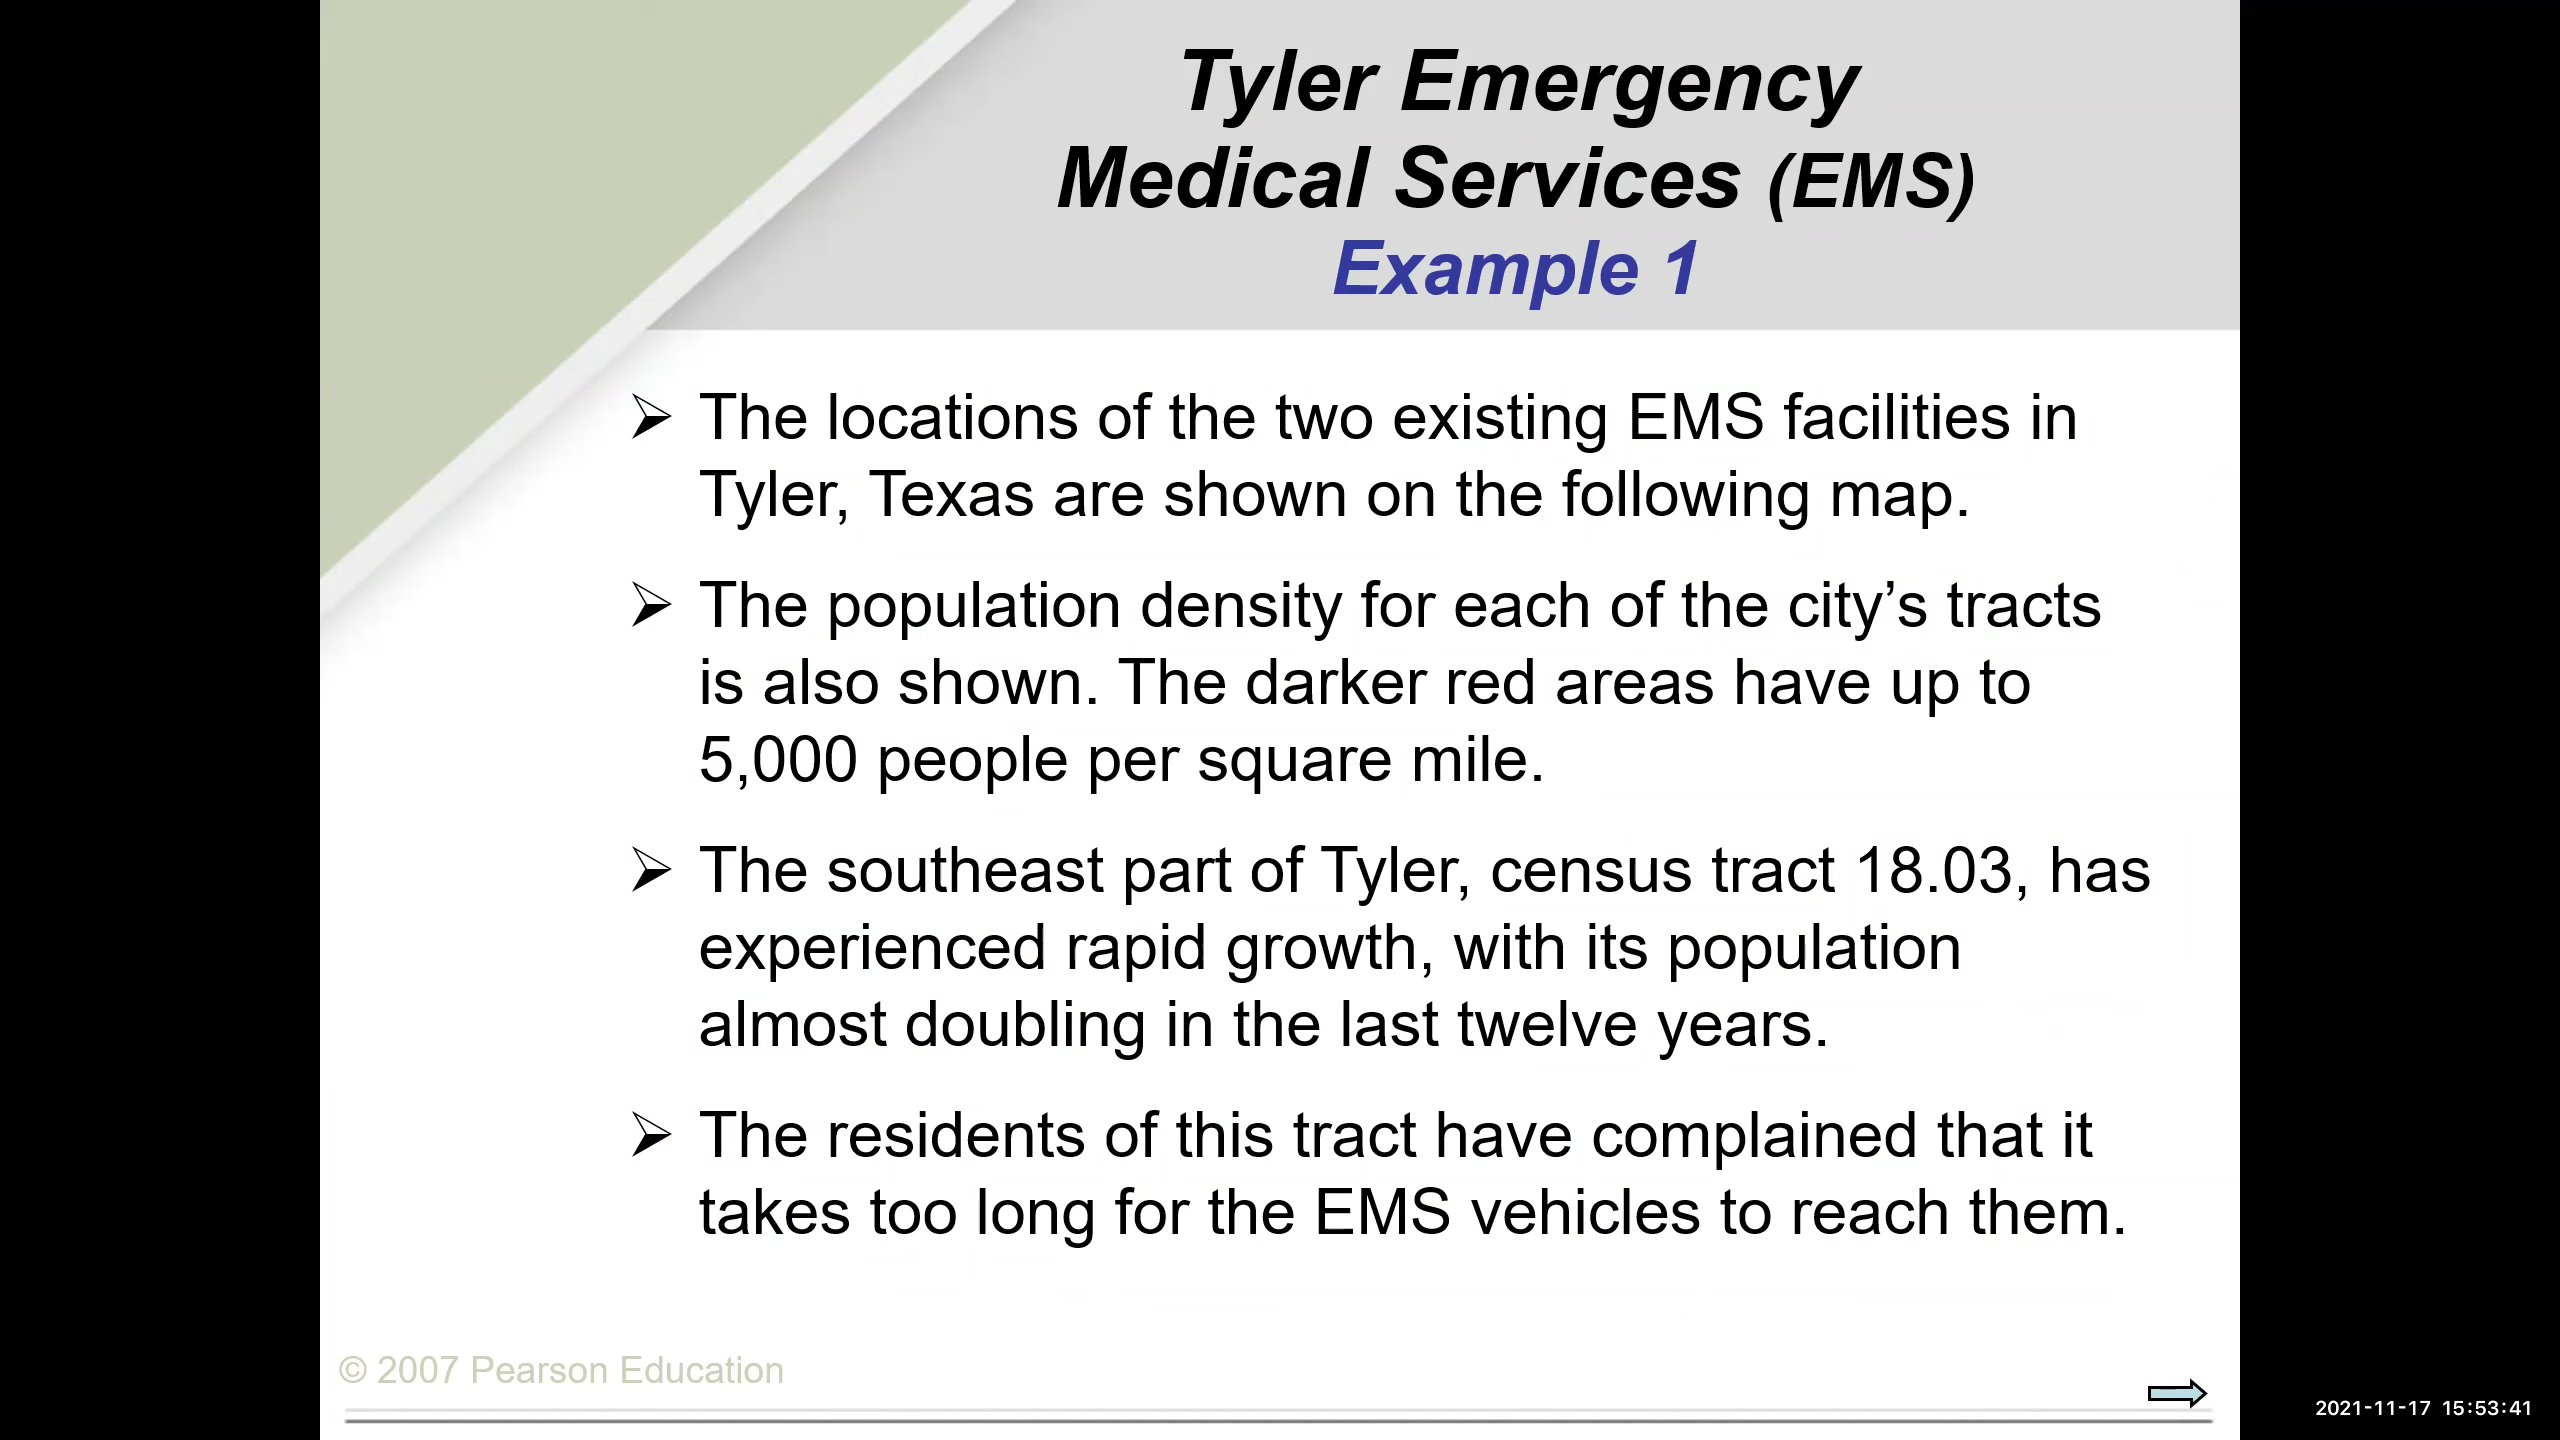 Tyler Emergency
Medical Services (EMS)
Example 1
The locations of the two existing EMS facilities in
Tyler, Texas are shown on the following map.
The population density for each of the city’s tracts
is also shown. The darker red areas have up to
5,000 people per square mile.
The southeast part of Tyler, census tract 18.03, has
experienced rapid growth, with its population
almost doubling in the last twelve years.
The residents of this tract have complained that it
takes too long for the EMS vehicles to reach them.
© 2007 Pearson Education
2021-11-17 15:53:41